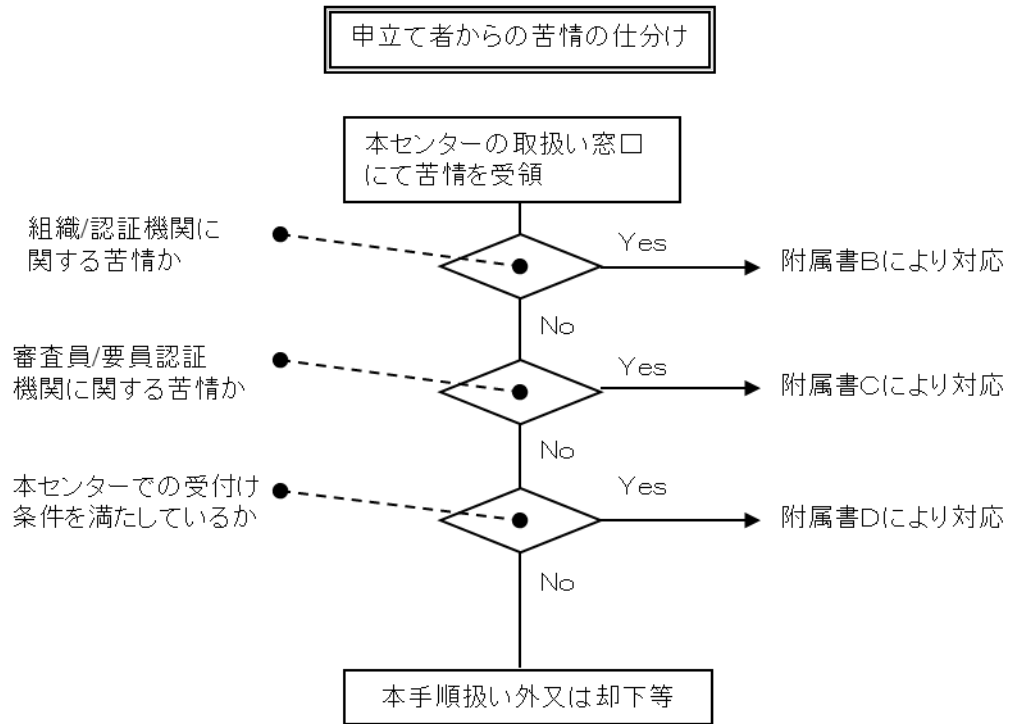 申立て者からの苦情の仕分け
本センターの取扱い窓口
にて苦情を受領
組織/認証機関に
関する苦情か
Yes
附属書Bにより対応
No
審査員/要員認証
機関に関する苦情か
Yes
附属書Cにより対応
No
本センターでの受付け
条件を満たしているか
Yes
附属書Dにより対応
No
本手順扱い外又は却下等